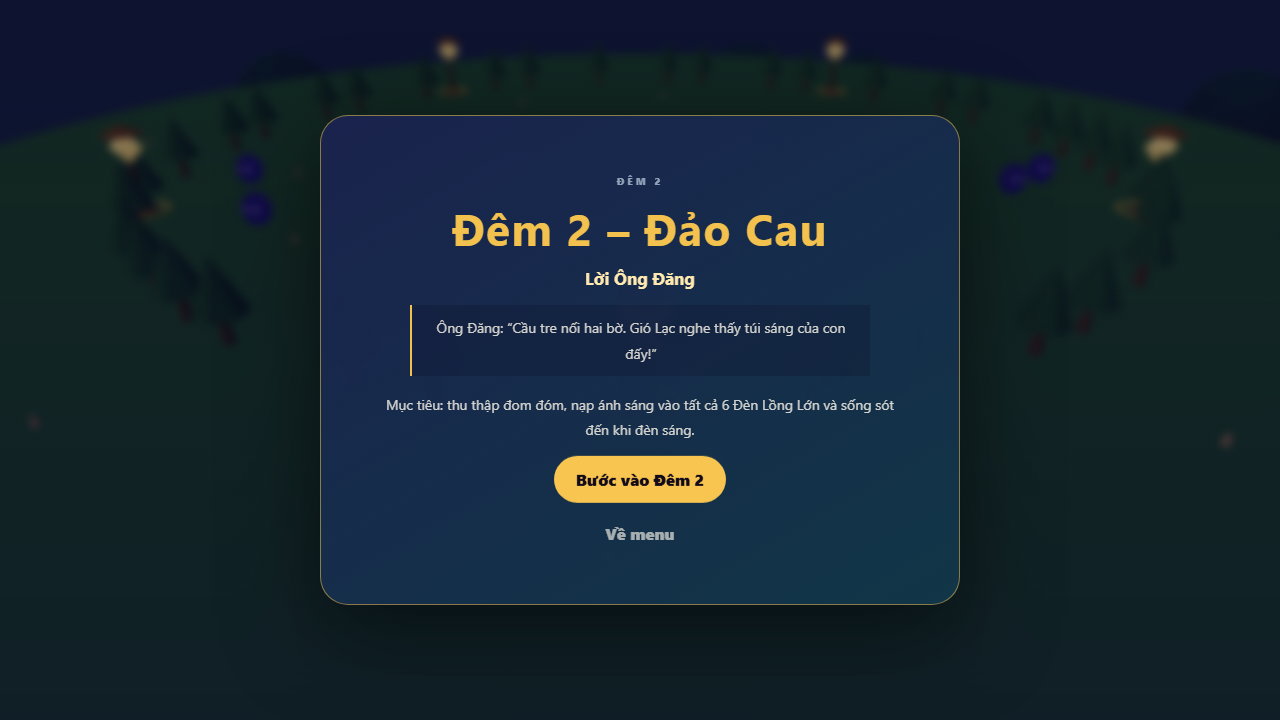 ĐÊM 2
Đêm 2 – Đảo Cau
Lời Ông Đăng
Ông Đăng: “Cầu tre nối hai bờ. Gió Lạc nghe thấy túi sáng của con
đấy!”
Mục tiêu: thu thập đom đóm, nạp ánh sáng vào tất cả 6 Đèn Lồng Lớn và sống sót
đến khi đèn sáng.
Bước vào Đêm 2
Về menu